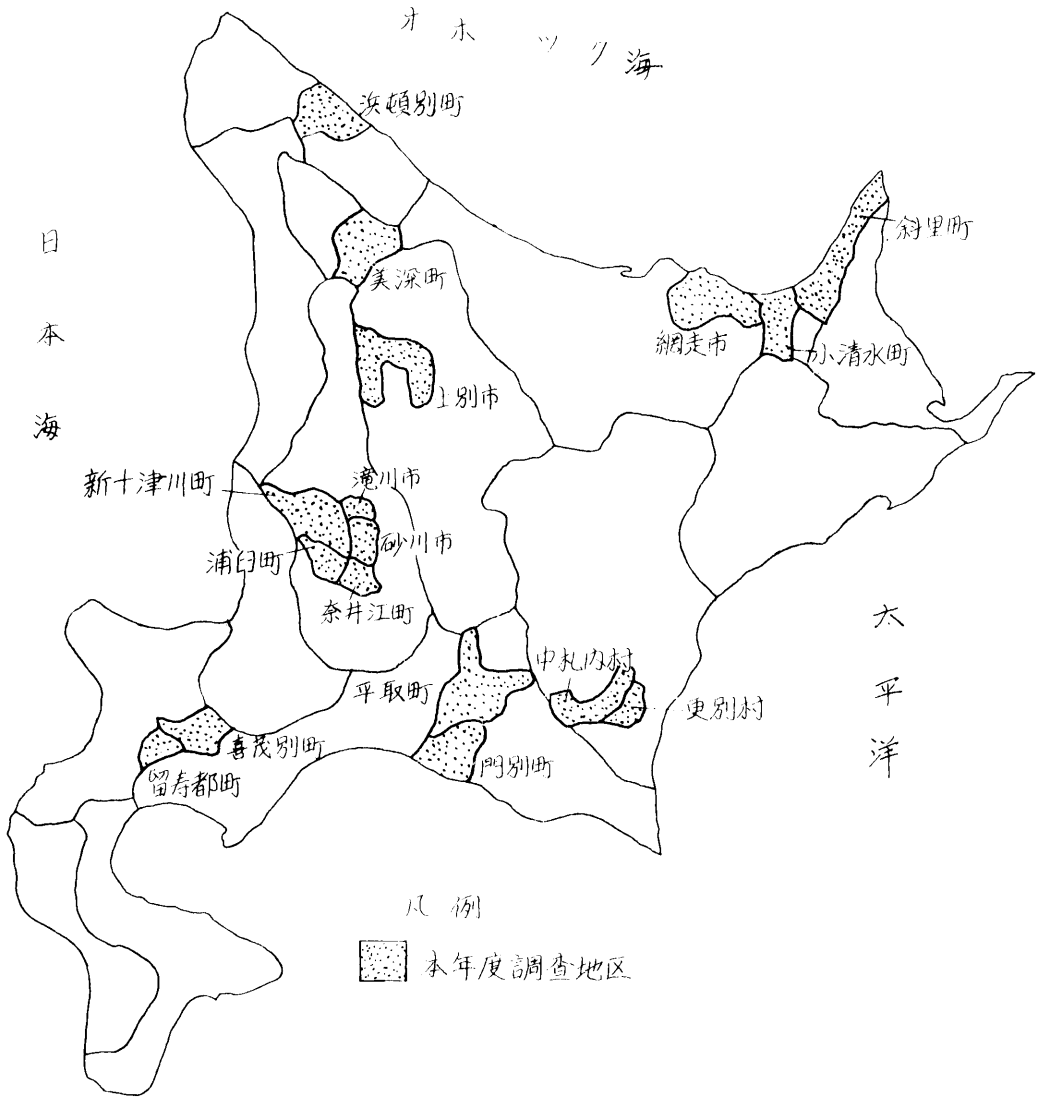 オホーツク海
浜頓別町
斜里町
日本海
美深町
網走市
小清水町
士別市
新十津川町
滝川市
砂川市
浦臼町
奈井江町
太平洋
中札内村
平取町
更別村
喜茂別町
門別町
留寿都町
凡例
本年度調査地区